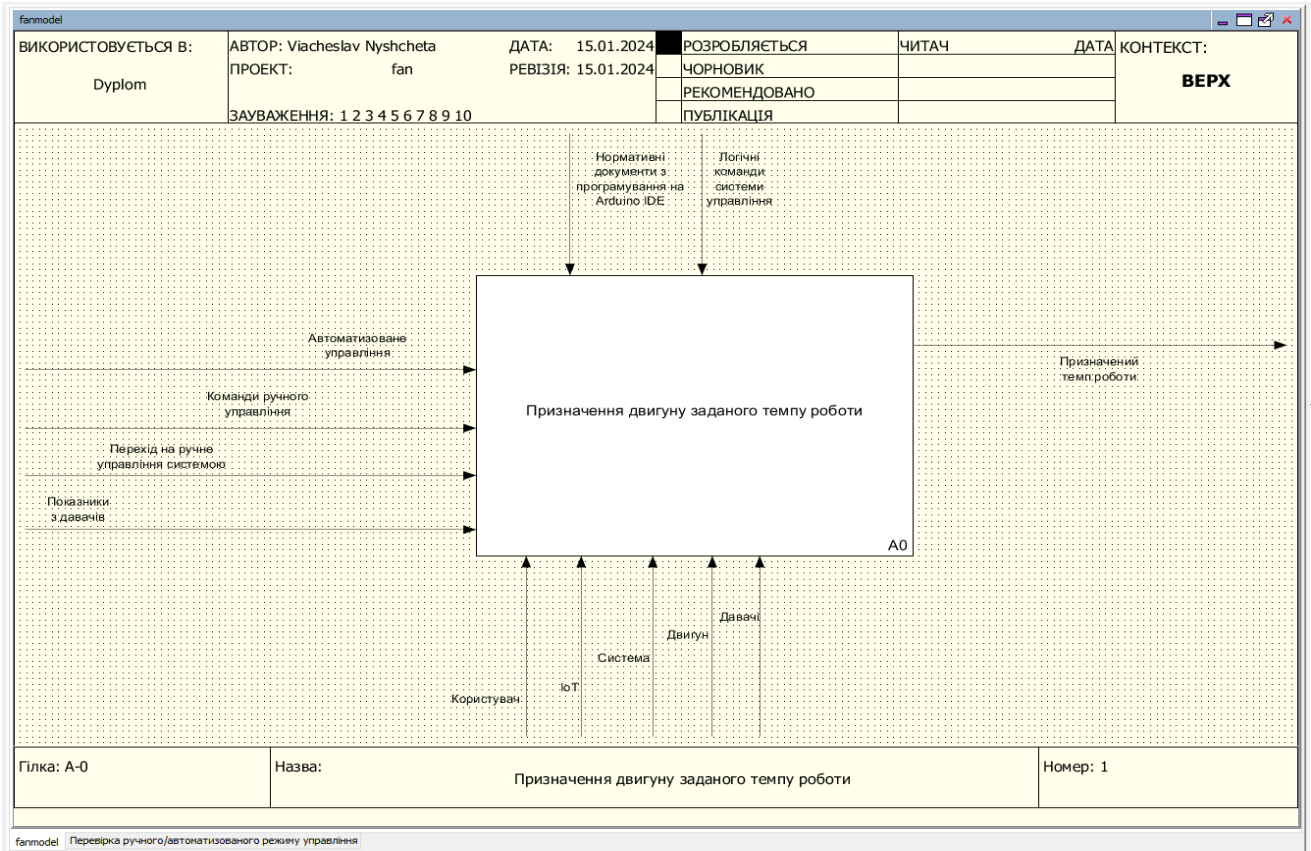 fanmodel
ВИКОРИСТОВУЄТЬСЯ В:
Dyplom
АВТОР: Viacheslav Nyshcheta
ДАТА: 15.01.2024
ПРОЕКТ: fan
РЕВІЗІЯ: 15.01.2024
ЗАУВАЖЕННЯ: 1 2 3 4 5 6 7 8 9 10
РОЗРОБЛЯЄТЬСЯ
ЧОРНОВИК
РЕКОМЕНДОВАНО
ПУБЛІКАЦІЯ
ЧИТАЧ
ДАТА
КОНТЕКСТ:
ВЕРХ
Нормативні
документи з
програмування на
Arduino IDE
Логічні
команди
системи
управління
Автоматизоване
управління
Команди ручного
управління
Перехід на ручне
управління системою
Показники
з давачів
Призначення двигуну заданого темпу роботи
A0
Призначений
темп роботи
Давачі
Двигун
Система
IoT
Користувач
Гілка: A-0
Назва:
Призначення двигуну заданого темпу роботи
Номер: 1
fanmodel
Перевірка ручного/автоматизованого режиму управління